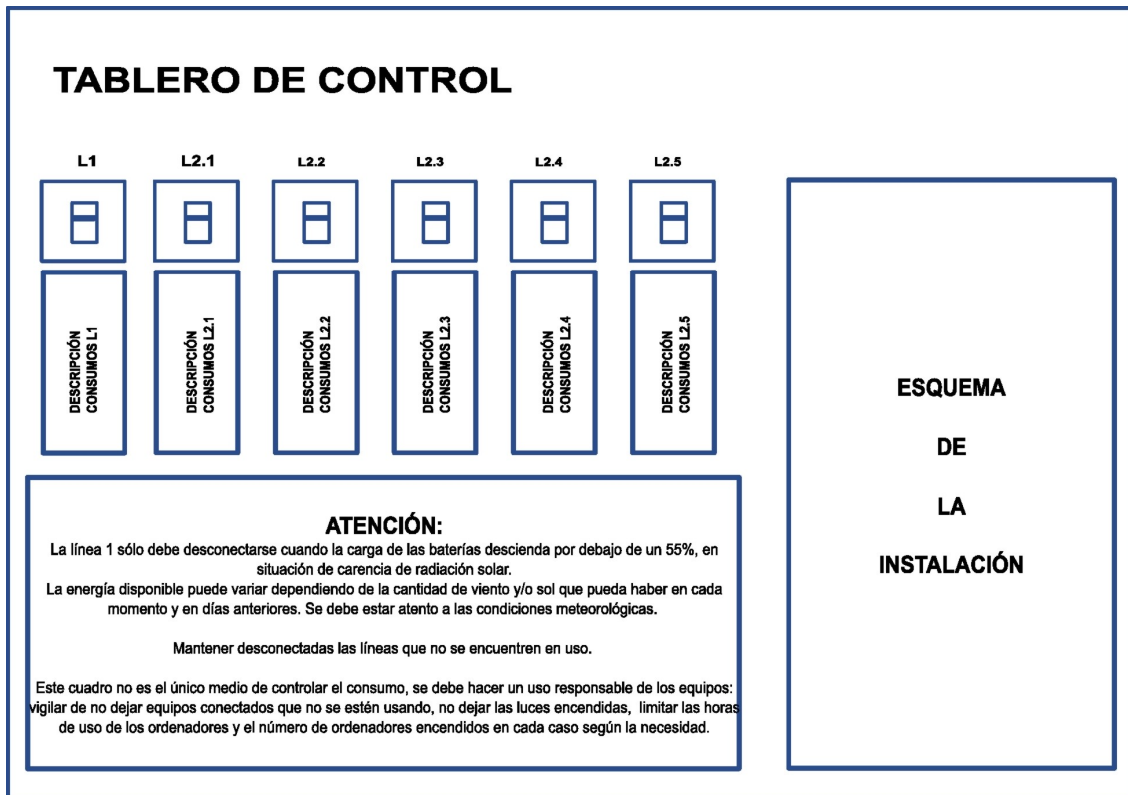 TABLERO DE CONTROL
L1 L2.1 L2.2 L2.3 L2.4 L2.5
DESCRIPCIÓN
CONSUMOS L1
DESCRIPCIÓN
CONSUMOS L2.1
DESCRIPCIÓN
CONSUMOS L2.2
DESCRIPCIÓN
CONSUMOS L2.3
DESCRIPCIÓN
CONSUMOS L2.4
DESCRIPCIÓN
CONSUMOS L2.5
ATENCIÓN:
La línea 1 sólo debe desconectarse cuando la carga de las baterías descienda por debajo de un 55%, en
situación de carencia de radiación solar.
La energía disponible puede variar dependiendo de la cantidad de viento y/o sol que pueda haber en cada
momento y en días anteriores. Se debe estar atento a las condiciones meteorológicas.
Mantener desconectadas las líneas que no se encuentren en uso.
Este cuadro no es el único medio de controlar el consumo, se debe hacer un uso responsable de los equipos:
vigilar de no dejar equipos conectados que no se estén usando, no dejar las luces encendidas, limitar las horas
de uso de los ordenadores y el número de ordenadores encendidos en cada caso según la necesidad.
ESQUEMA
DE
LA
INSTALACIÓN